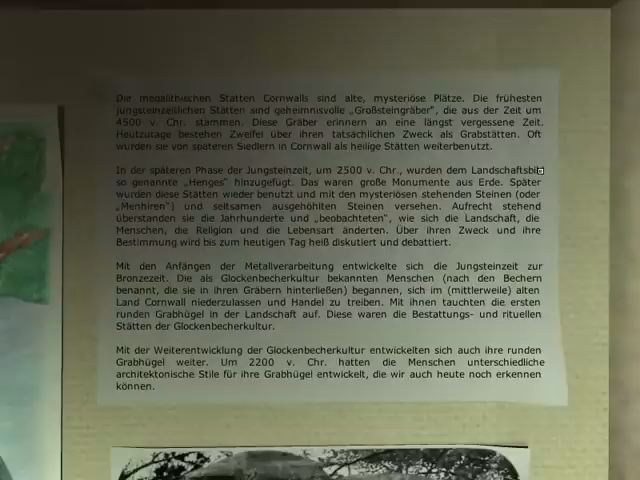 Die megalithischen Stätten Cornwalls sind alte, mysteriöse Plätze. Die frühesten
jungsteinzeitlichen Stätten sind geheimnisvolle „Großsteingräber", die aus der Zeit um
4500 v. Chr. stammen. Diese Gräber erinnern an eine längst vergessene Zeit.
Heutzutage bestehen Zweifel über ihren tatsächlichen Zweck als Grabstätten. Oft
wurden sie von späteren Siedlern in Cornwall als heilige Stätten weiterbenutzt.
In der späteren Phase der Jungsteinzeit, um 2500 v. Chr., wurden dem Landschaftsbild
so genannte „Henges" hinzugefügt. Das waren große Monumente aus Erde. Später
wurden diese Stätten wieder benutzt und mit den mysteriösen stehenden Steinen (oder
„Menhiren") und seltsamen ausgehöhlten Steinen versehen. Aufrecht stehend
überstanden sie die Jahrhunderte und „beobachteten", wie sich die Landschaft, die
Menschen, die Religion und die Lebensart änderten. Über ihren Zweck und ihre
Bestimmung wird bis zum heutigen Tag heiß diskutiert und debattiert.
Mit den Anfängen der Metallverarbeitung entwickelte sich die Jungsteinzeit zur
Bronzezeit. Die als Glockenbecherkultur bekannten Menschen (nach den Bechern
benannt, die sie in ihren Gräbern hinterließen) begannen, sich im (mittlerweile) alten
Land Cornwall niederzulassen und Handel zu treiben. Mit ihnen tauchten die ersten
runden Grabhügel in der Landschaft auf. Diese waren die Bestattungs- und rituellen
Stätten der Glockenbecherkultur.
Mit der Weiterentwicklung der Glockenbecherkultur entwickelten sich auch ihre runden
Grabhügel weiter. Um 2200 v. Chr. hatten die Menschen unterschiedliche
architektonische Stile für ihre Grabhügel entwickelt, die wir auch heute noch erkennen
können.